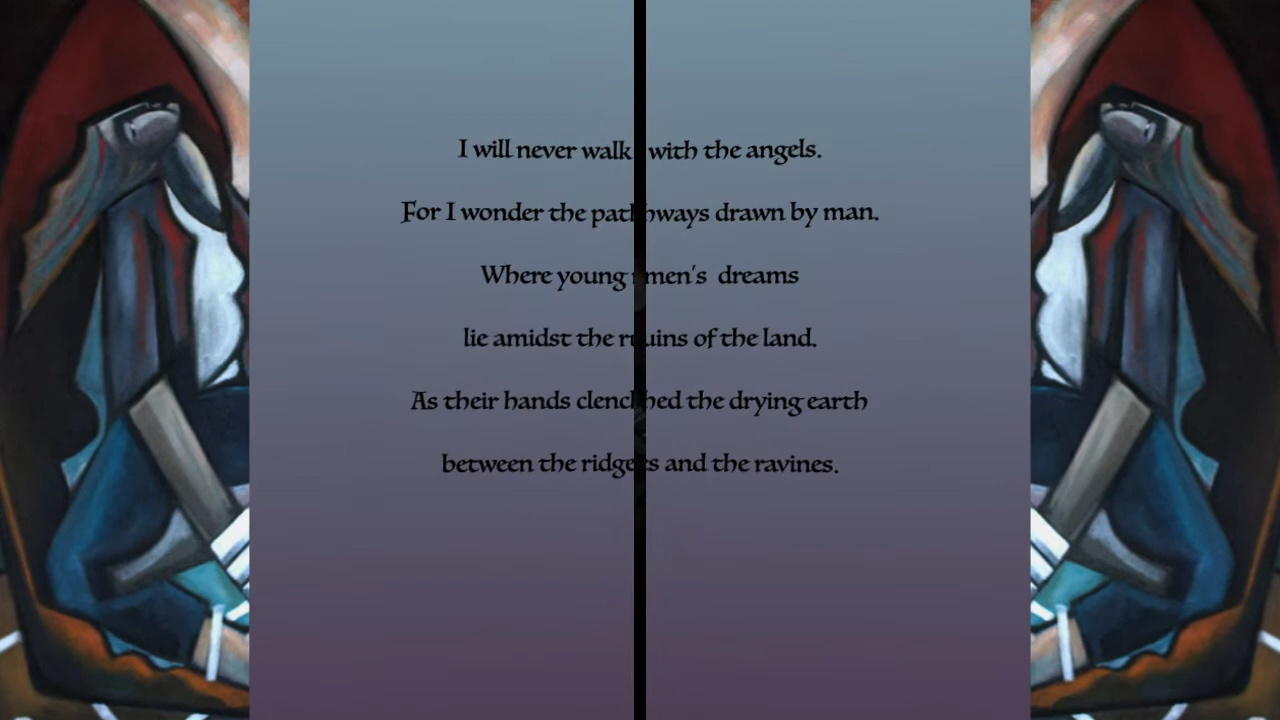 I will never walk with the angels.
For I wonder the pathways drawn by man.
Where young men's dreams
lie amidst the ruins of the land.
As their hands clenched the drying earth
between the ridges and the ravines.